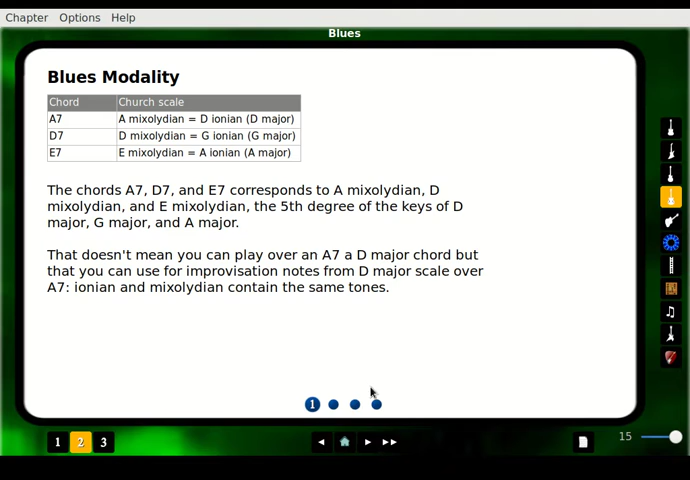 Chapter Options Help
Blues
Blues Modality
Chord Church scale
A7 A mixolydian = D ionian (D major)
D7 D mixolydian = G ionian (G major)
E7 E mixolydian = A ionian (A major)
The chords A7, D7, and E7 corresponds to A mixolydian, D
mixolydian, and E mixolydian, the 5th degree of the keys of D
major, G major, and A major.
That doesn't mean you can play over an A7 a D major chord but
that you can use for improvisation notes from D major scale over
A7: ionian and mixolydian contain the same tones.
1
1 2 3 15